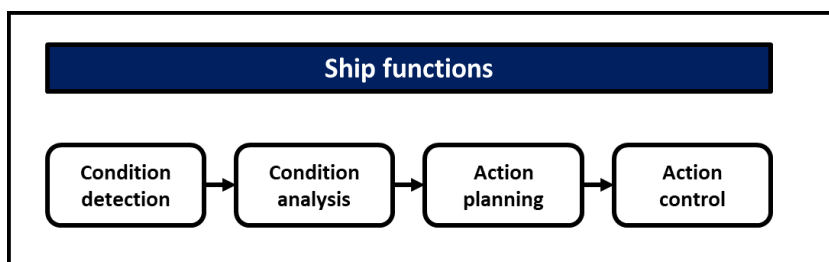 Ship functions
Condition
detection
Condition
analysis
Action
planning
Action
control